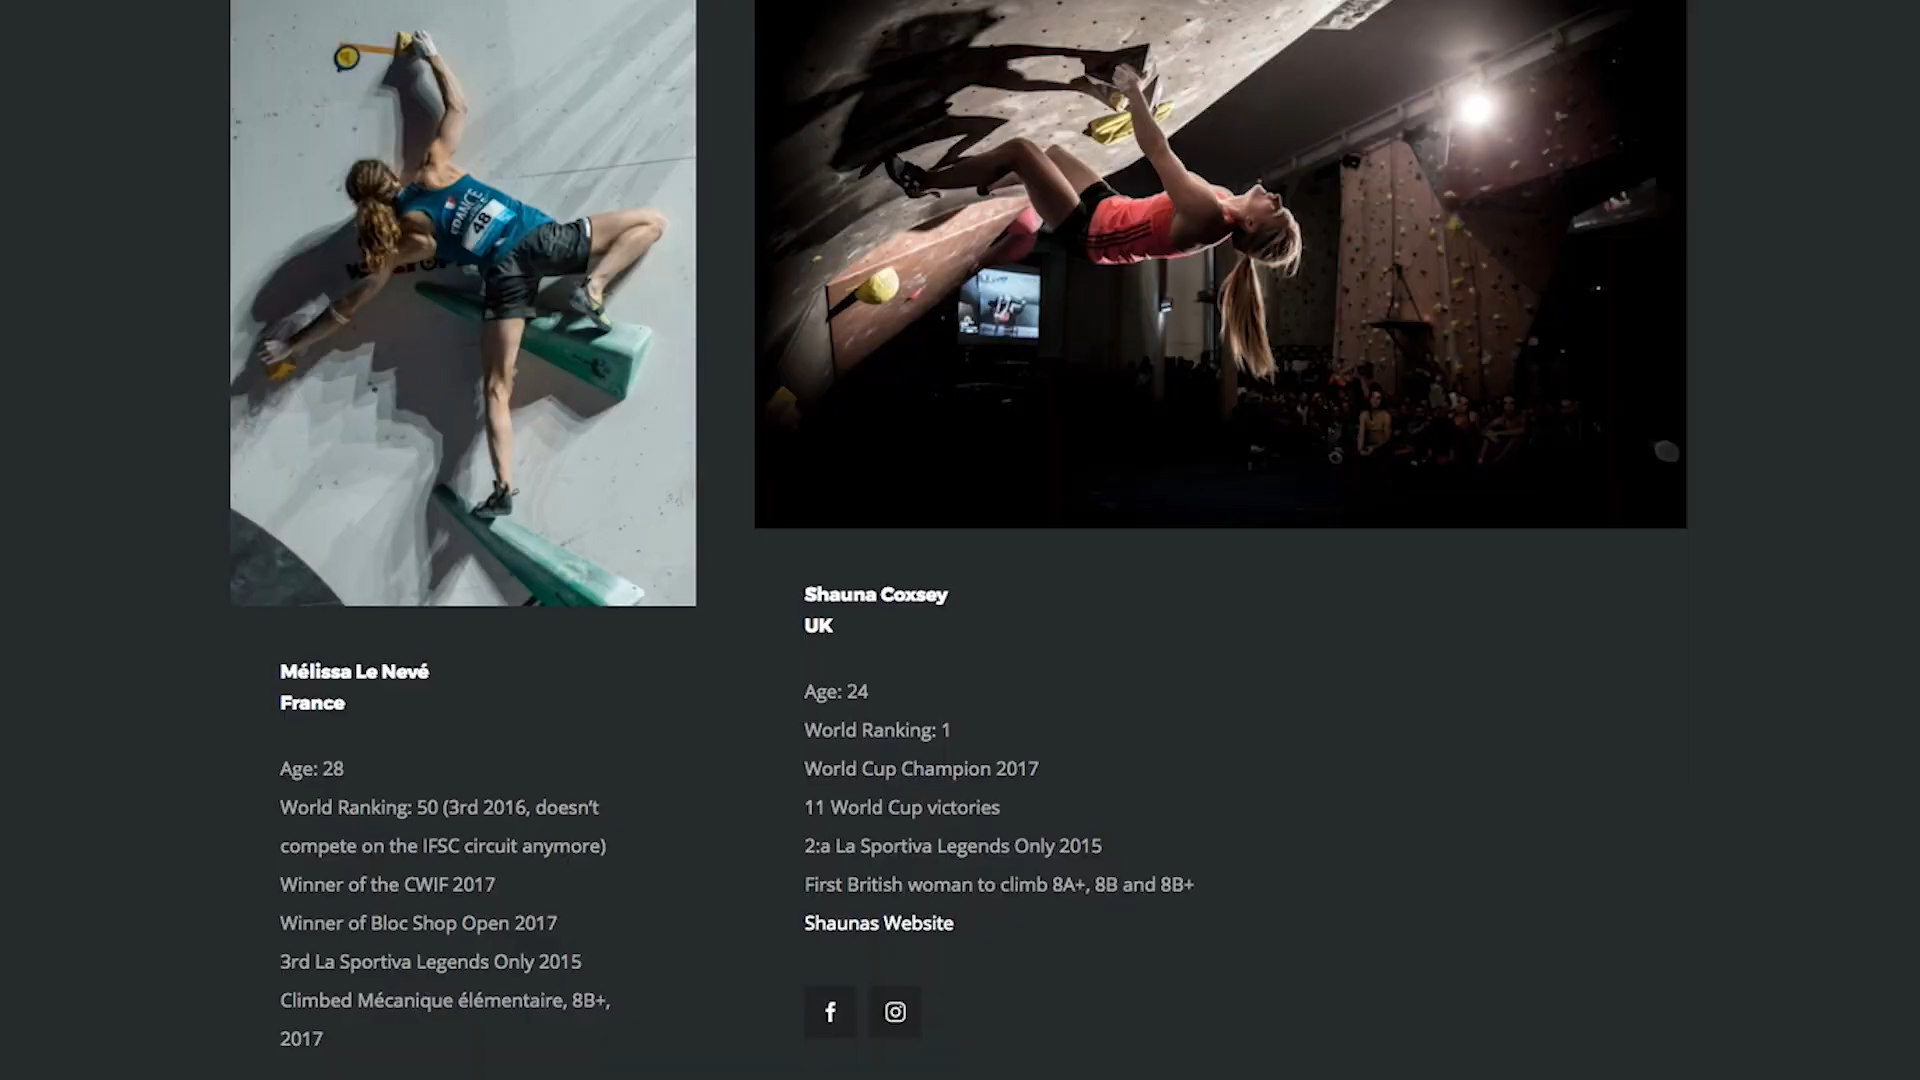 FRANCE
48
Mélissa Le Nevé
France
Age: 28
World Ranking: 50 (3rd 2016, doesn't
compete on the IFSC circuit anymore)
Winner of the CWIF 2017
Winner of Bloc Shop Open 2017
3rd La Sportiva Legends Only 2015
Climbed Mécanique élémentaire, 8B+,
2017
Shauna Coxsey
UK
Age: 24
World Ranking: 1
World Cup Champion 2017
11 World Cup victories
2:a La Sportiva Legends Only 2015
First British woman to climb 8A+, 8B and 8B+
Shaunas Website